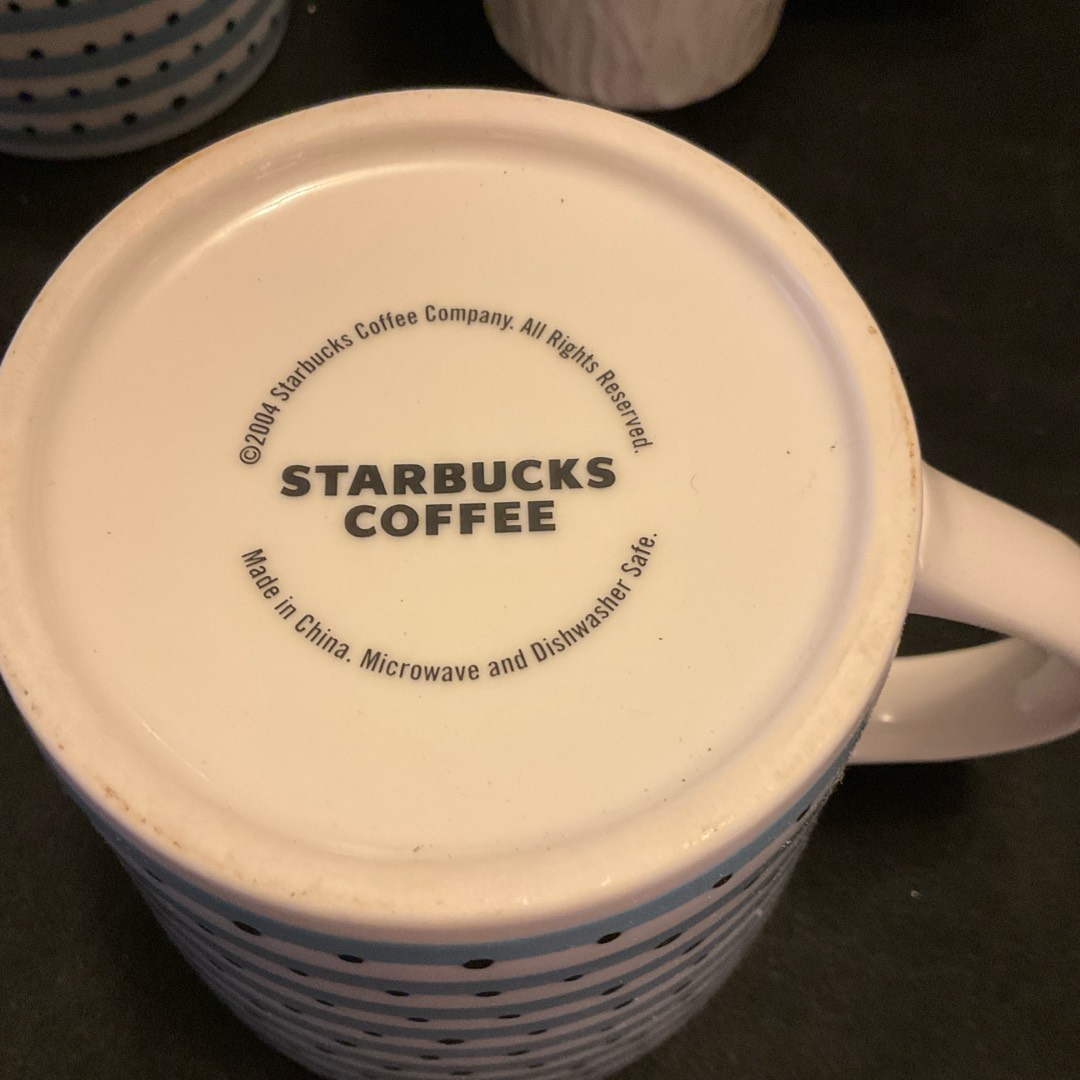 ©2004 Starbucks Coffee Company. All Rights Reserved.
STARBUCKS
COFFEE
Made in China. Microwave and Dishwasher Safe.